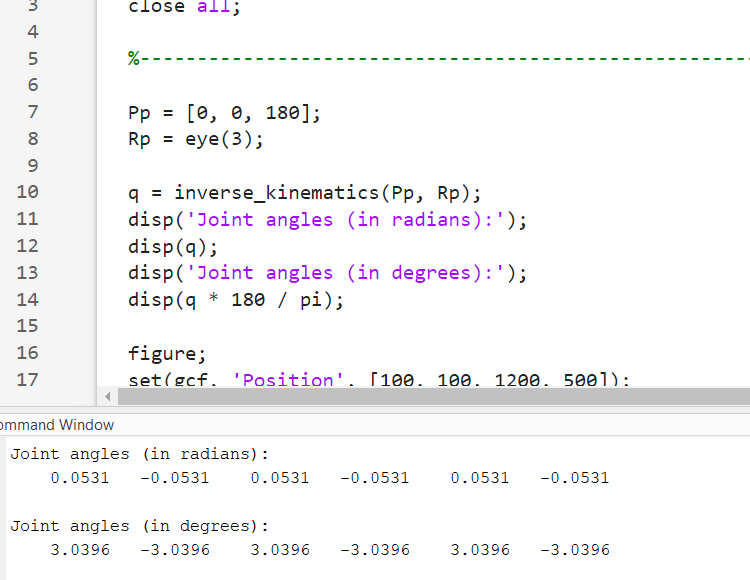 3 close all;
4
5 %-----------------------------------------------------
6
7 Pp = [0, 0, 180];
8 Rp = eye(3);
9
10 q = inverse_kinematics(Pp, Rp);
11 disp('Joint angles (in radians):');
12 disp(q);
13 disp('Joint angles (in degrees):');
14 disp(q * 180 / pi);
15
16 figure;
17 set(gcf, 'Position', [100, 100, 1200, 500]);
ommand Window
Joint angles (in radians):
0.0531 -0.0531 0.0531 -0.0531 0.0531 -0.0531
Joint angles (in degrees):
3.0396 -3.0396 3.0396 -3.0396 3.0396 -3.0396